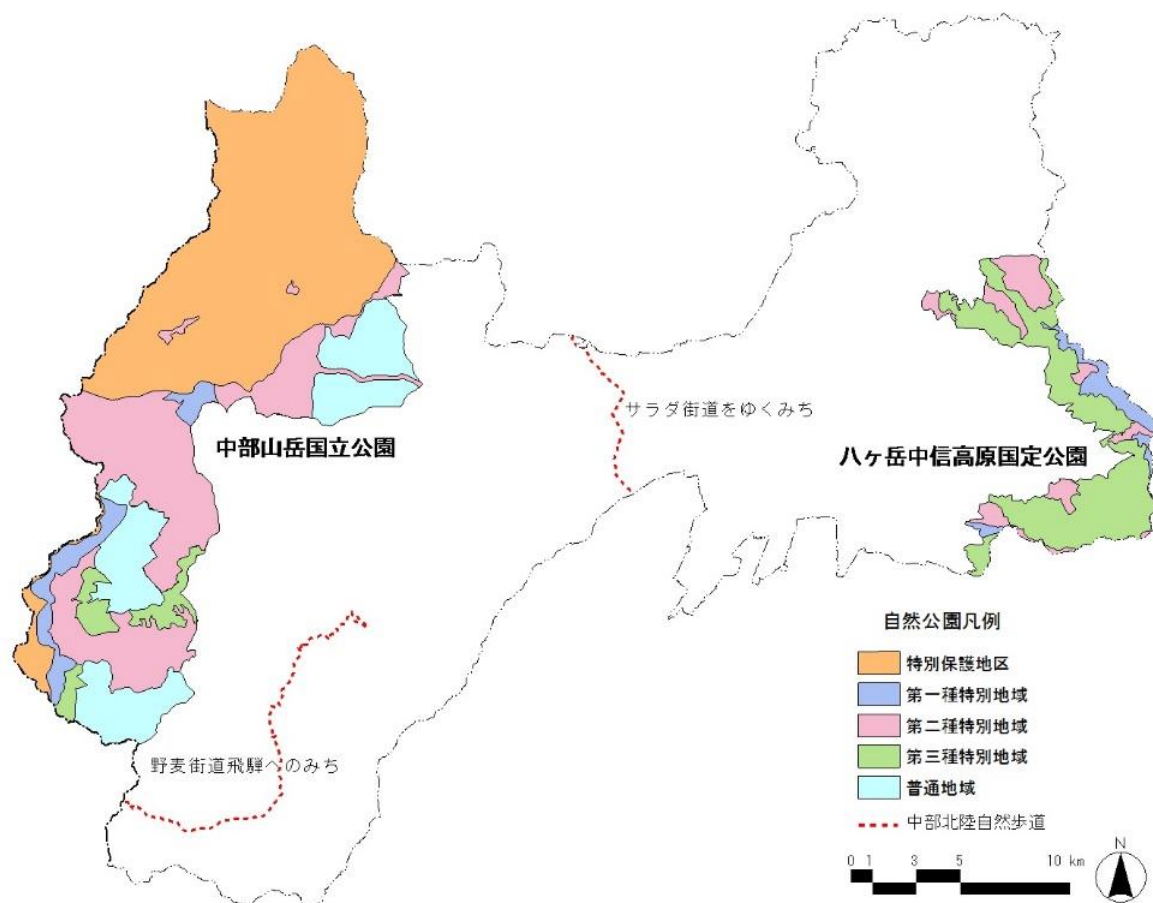 サラダ街道をゆくみち
中部山岳国立公園
八ヶ岳中信高原国定公園
野麦街道飛騨へのみち
自然公園凡例
特別保護地区
第一種特別地域
第二種特別地域
第三種特別地域
普通地域
中部北陸自然歩道
0 1 3 5 10 km
N